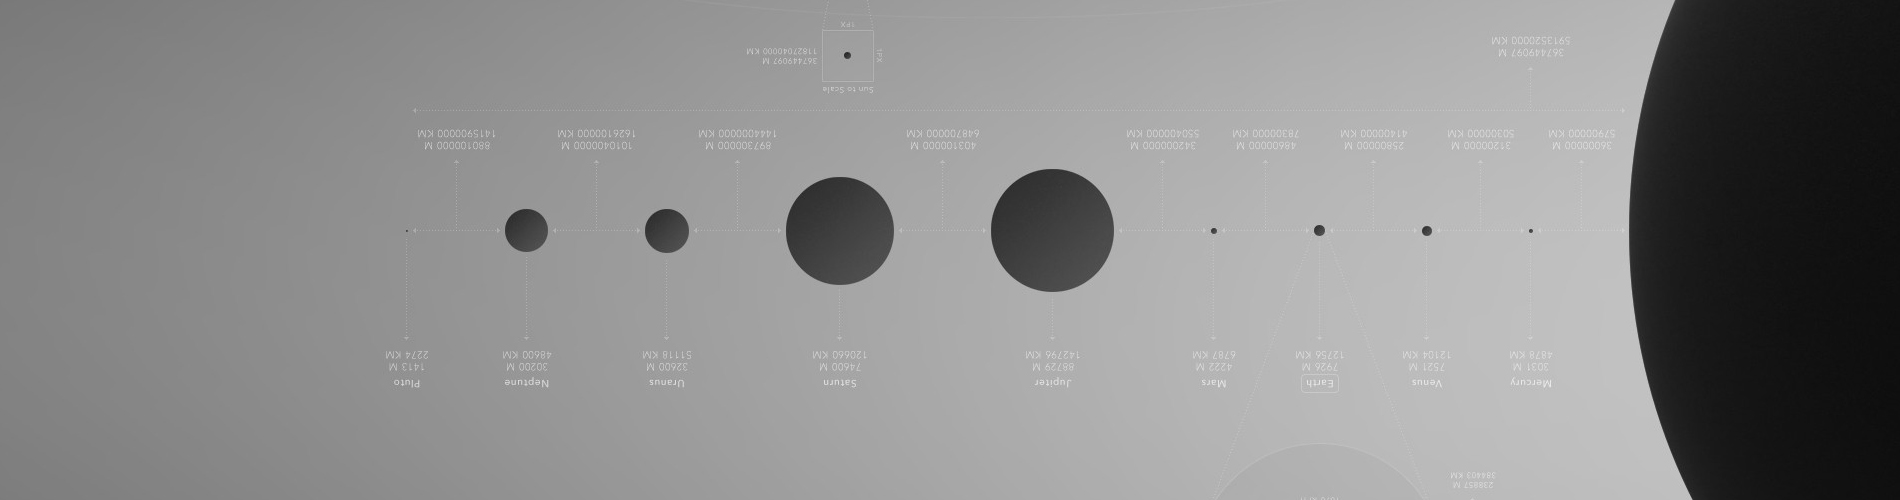 238857 M
384403 KM
Mercury
3031 M
4878 KM
Venus
7521 M
12104 KM
Earth
7926 M
12756 KM
Mars
4222 M
6787 KM
Jupiter
88729 M
142796 KM
Saturn
74600 M
120660 KM
Uranus
32600 M
51118 KM
Neptune
30200 M
48600 KM
Pluto
1413 M
2274 KM
36000000 M
57900000 KM
31200000 M
50300000 KM
25800000 M
41400000 KM
48600000 M
78300000 KM
342000000 M
550400000 KM
403100000 M
648700000 KM
897300000 M
1444000000 KM
1010400000 M
1626100000 KM
880100000 M
1415900000 KM
367449097 M
5913520000 KM
Sun to Scale
1PX
367449097 M
11827040000 KM
1PX